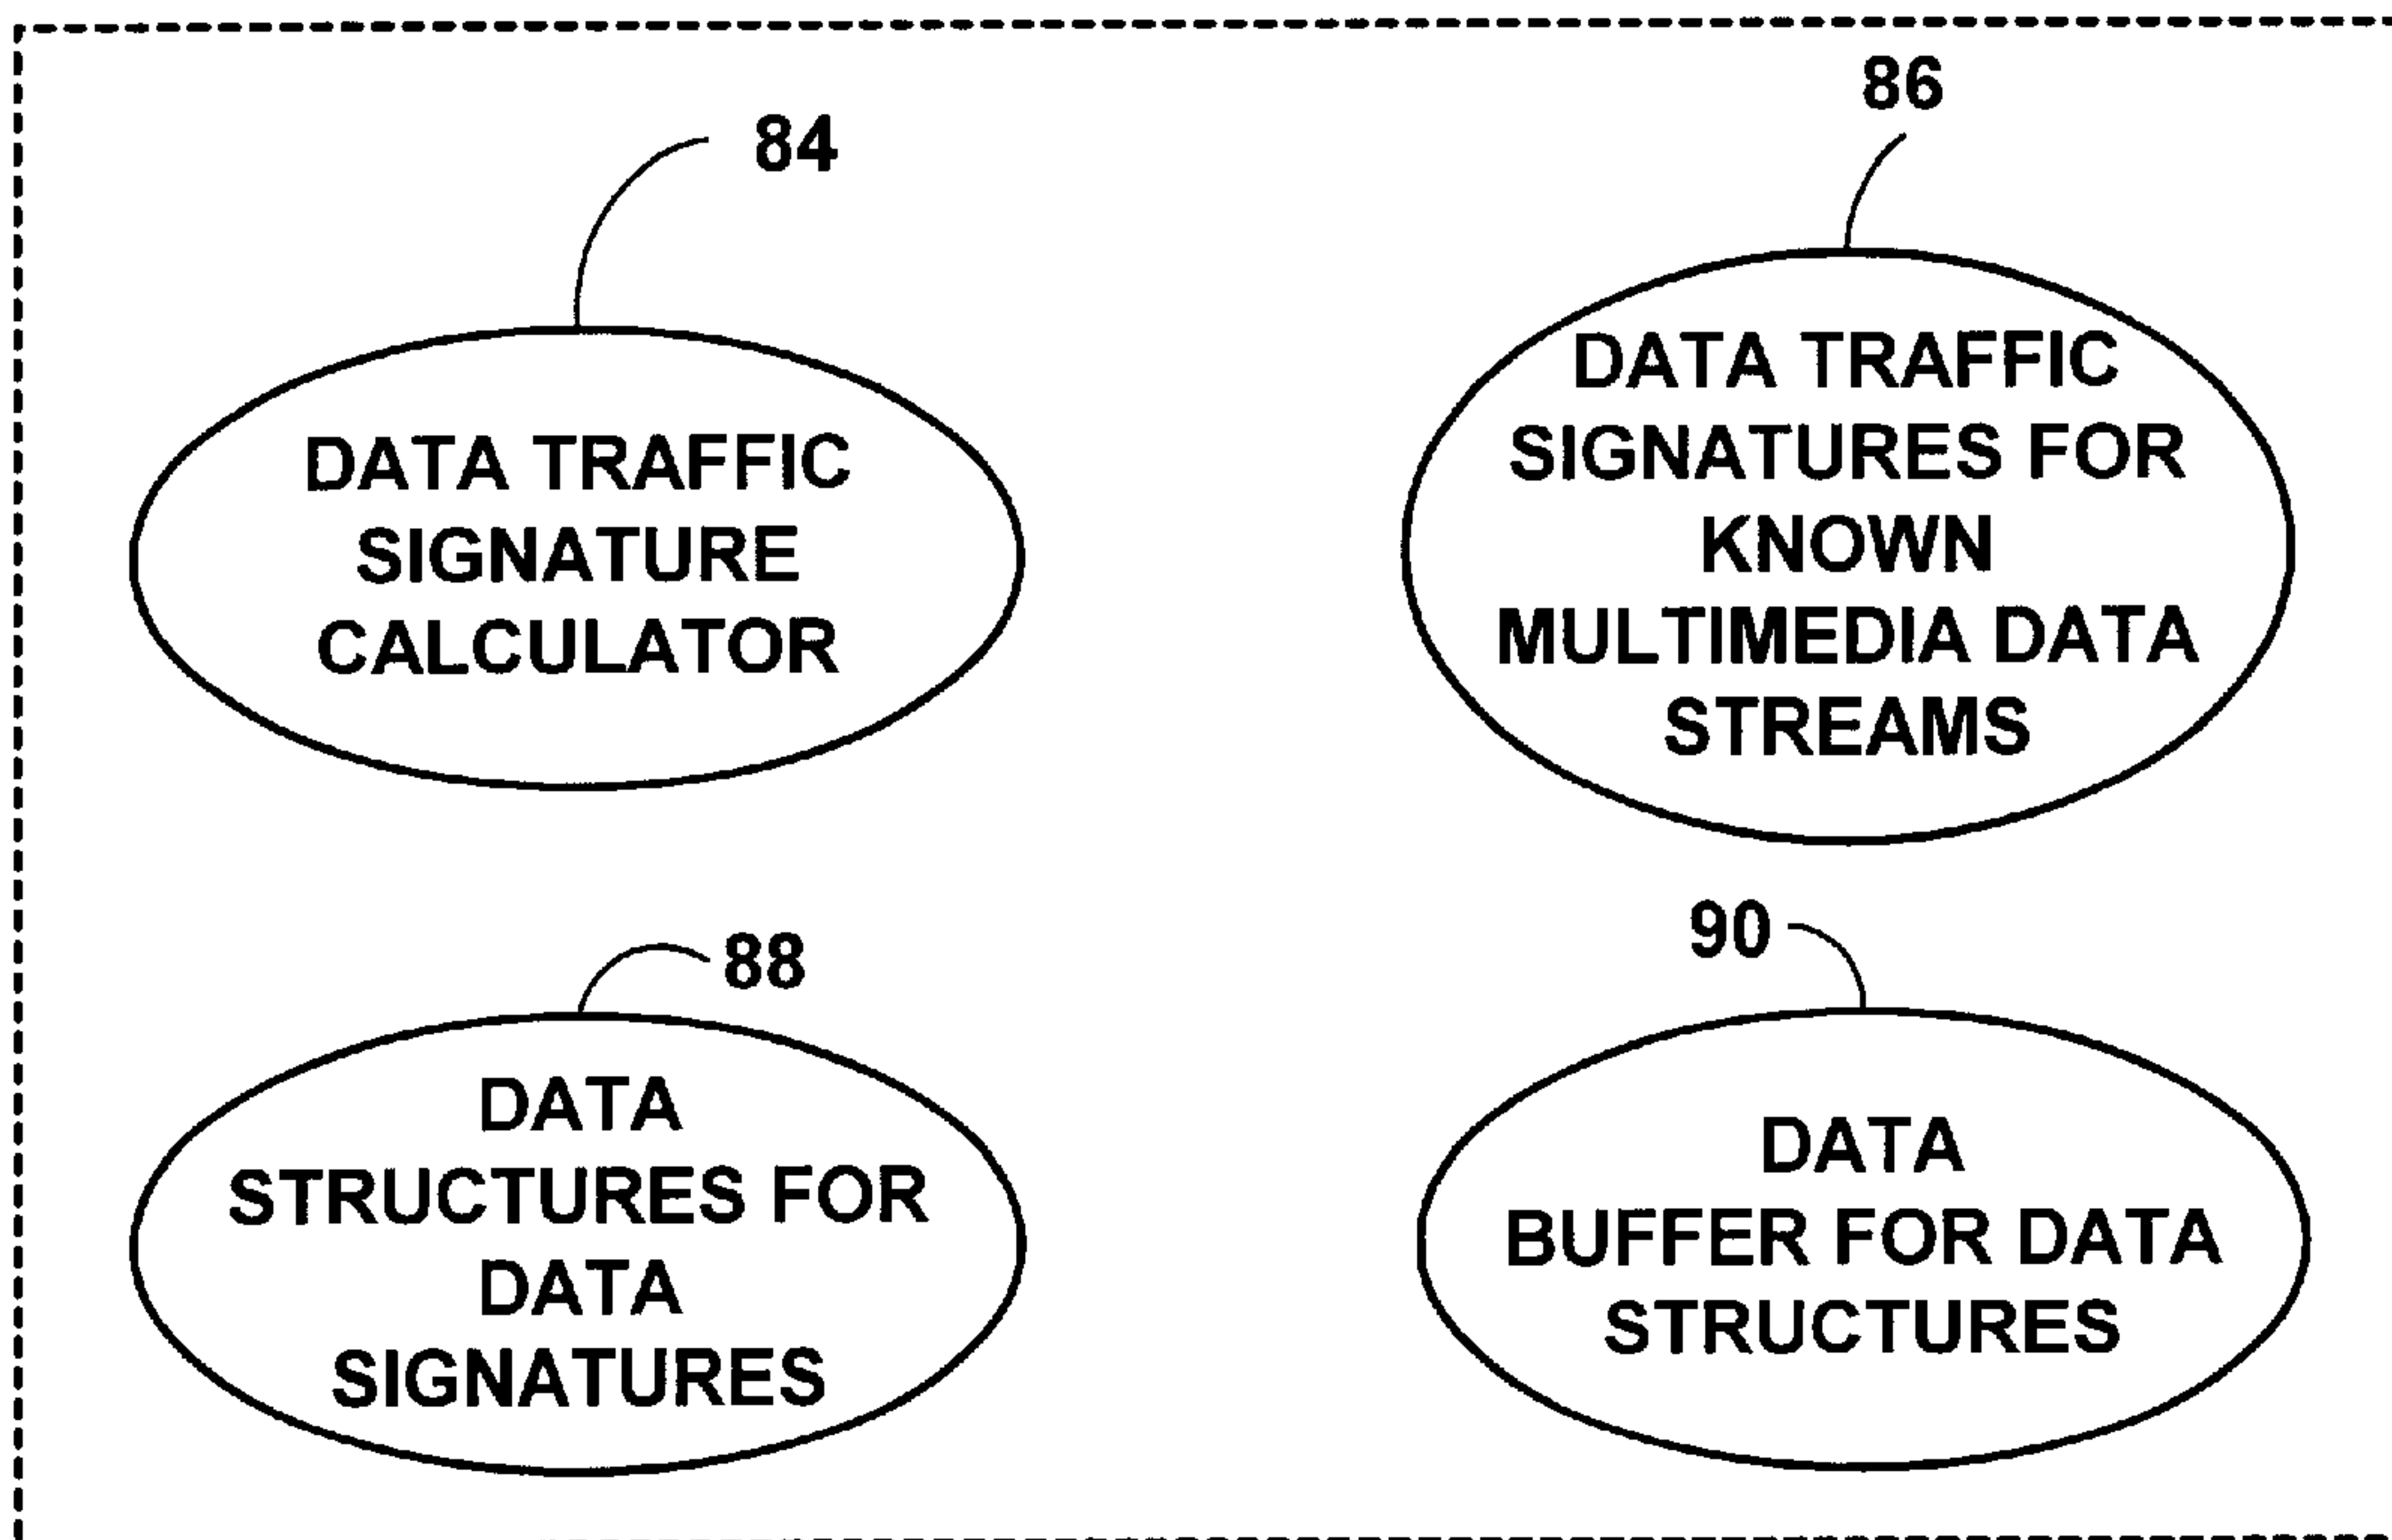 84
DATA TRAFFIC
SIGNATURE
CALCULATOR
86
DATA TRAFFIC
SIGNATURES FOR
KNOWN
MULTIMEDIA DATA
STREAMS
88
DATA
STRUCTURES FOR
DATA
SIGNATURES
90
DATA
BUFFER FOR DATA
STRUCTURES